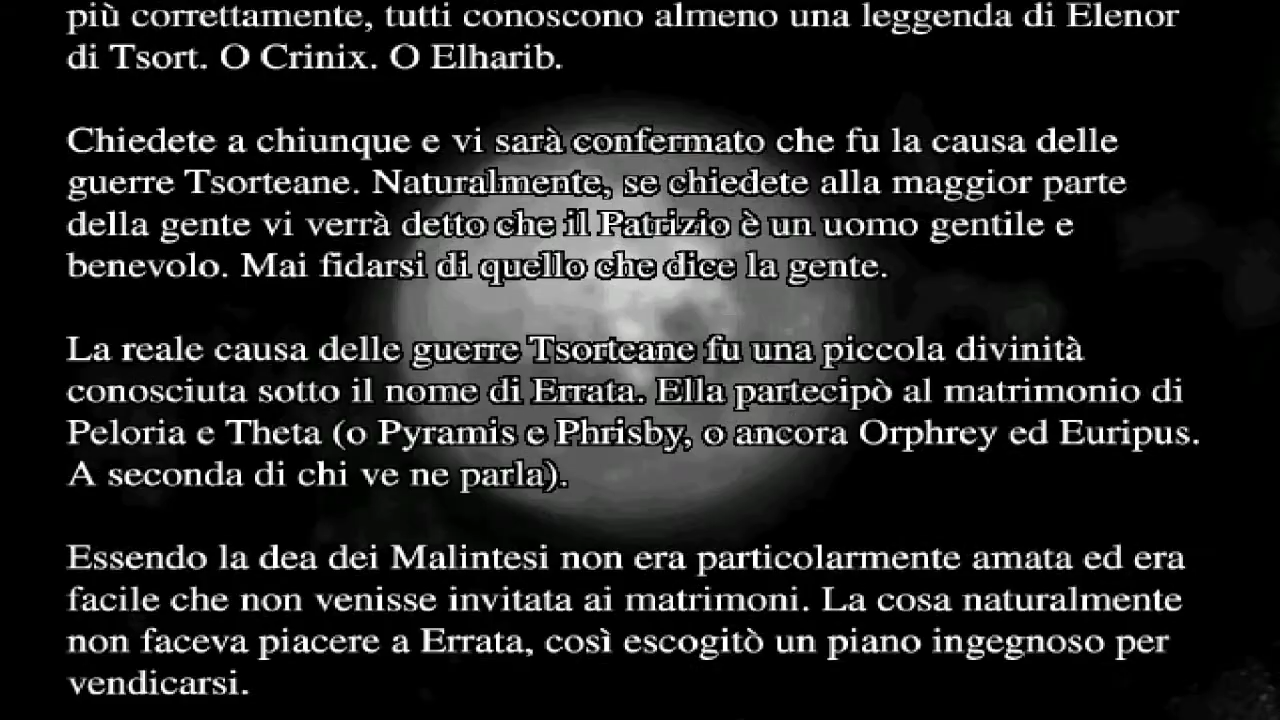 più correttamente, tutti conoscono almeno una leggenda di Elenor
di Tsort. O Crinix. O Elharib.
Chiedete a chiunque e vi sarà confermato che fu la causa delle
guerre Tsorteane. Naturalmente, se chiedete alla maggior parte
della gente vi verrà detto che il Patrizio è un uomo gentile e
benevolo. Mai fidarsi di quello che dice la gente.
La reale causa delle guerre Tsorteane fu una piccola divinità
conosciuta sotto il nome di Errata. Ella partecipò al matrimonio di
Peloria e Theta (o Pyramis e Phrisby, o ancora Orphrey ed Euripus.
A seconda di chi ve ne parla).
Essendo la dea dei Malintesi non era particolarmente amata ed era
facile che non venisse invitata ai matrimoni. La cosa naturalmente
non faceva piacere a Errata, così escogitò un piano ingegnoso per
vendicarsi.